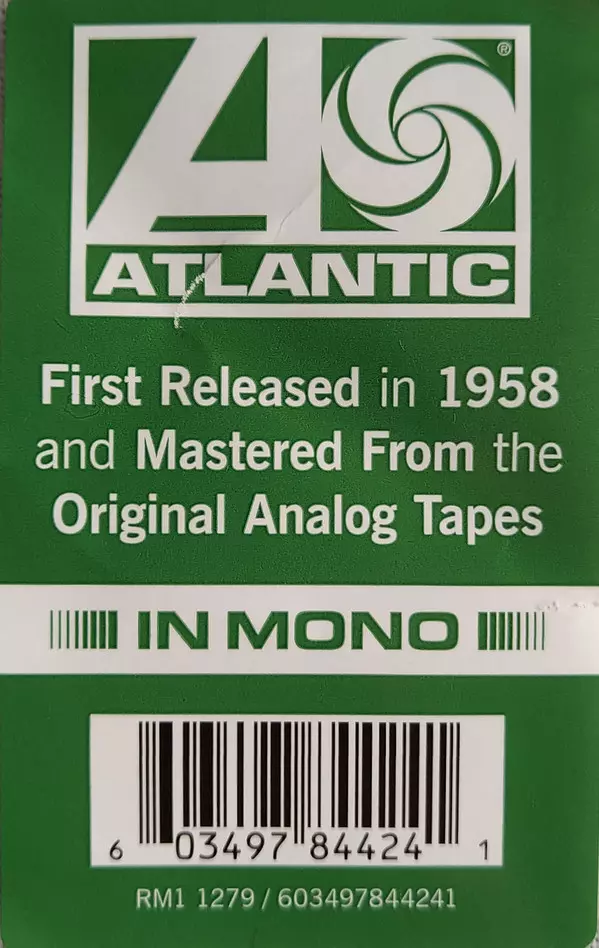 ®
ATLANTIC
First Released in 1958
and Mastered From the
Original Analog Tapes
IN MONO
6 03497 84424 1
RM1 1279 / 603497844241